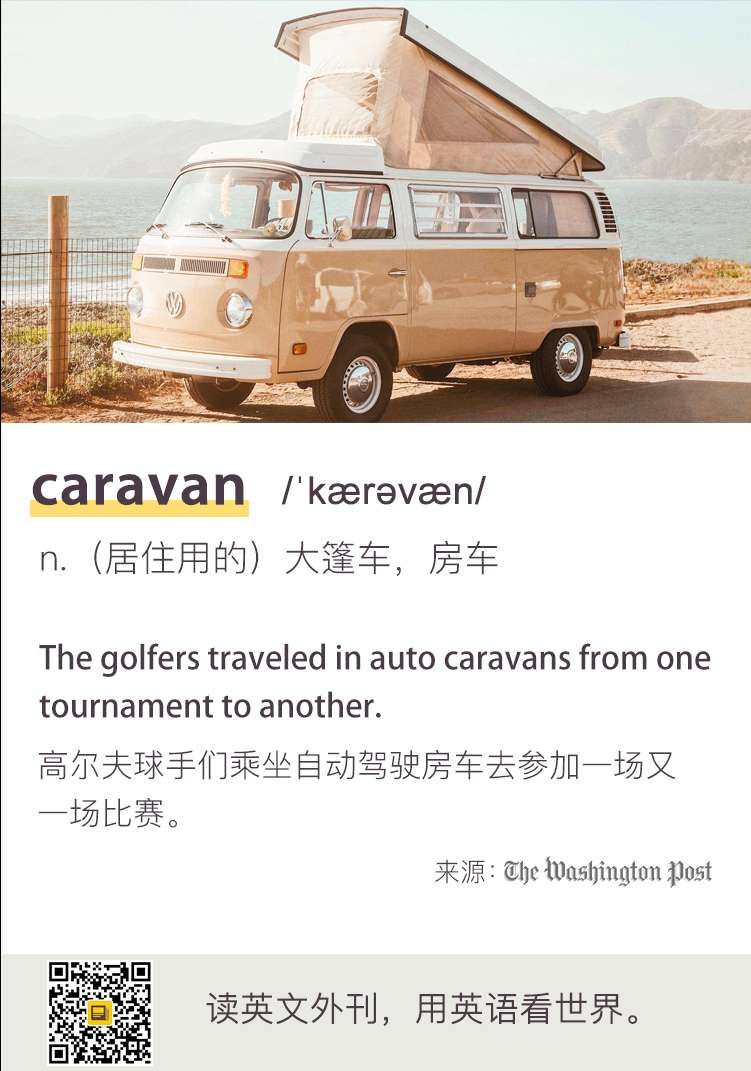 caravan /ˈkærəvæn/
n.（居住用的）大篷车，房车
The golfers traveled in auto caravans from one
tournament to another.
高尔夫球手们乘坐自动驾驶房车去参加一场又
一场比赛。
来源：The Washington Post
读英文外刊，用英语看世界。